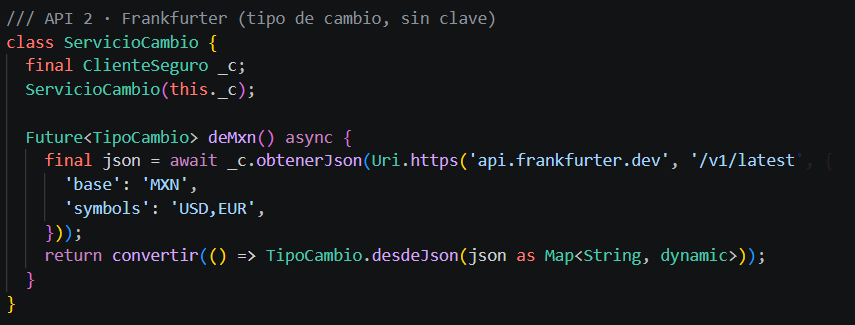 /// API 2 · Frankfurter (tipo de cambio, sin clave)
class ServicioCambio {
  final ClienteSeguro _c;
  ServicioCambio(this._c);

  Future<TipoCambio> deMxn() async {
    final json = await _c.obtenerJson(Uri.https('api.frankfurter.dev', '/v1/latest', {
      'base': 'MXN',
      'symbols': 'USD,EUR',
    }));
    return convertir(() => TipoCambio.desdeJson(json as Map<String, dynamic>));
  }
}